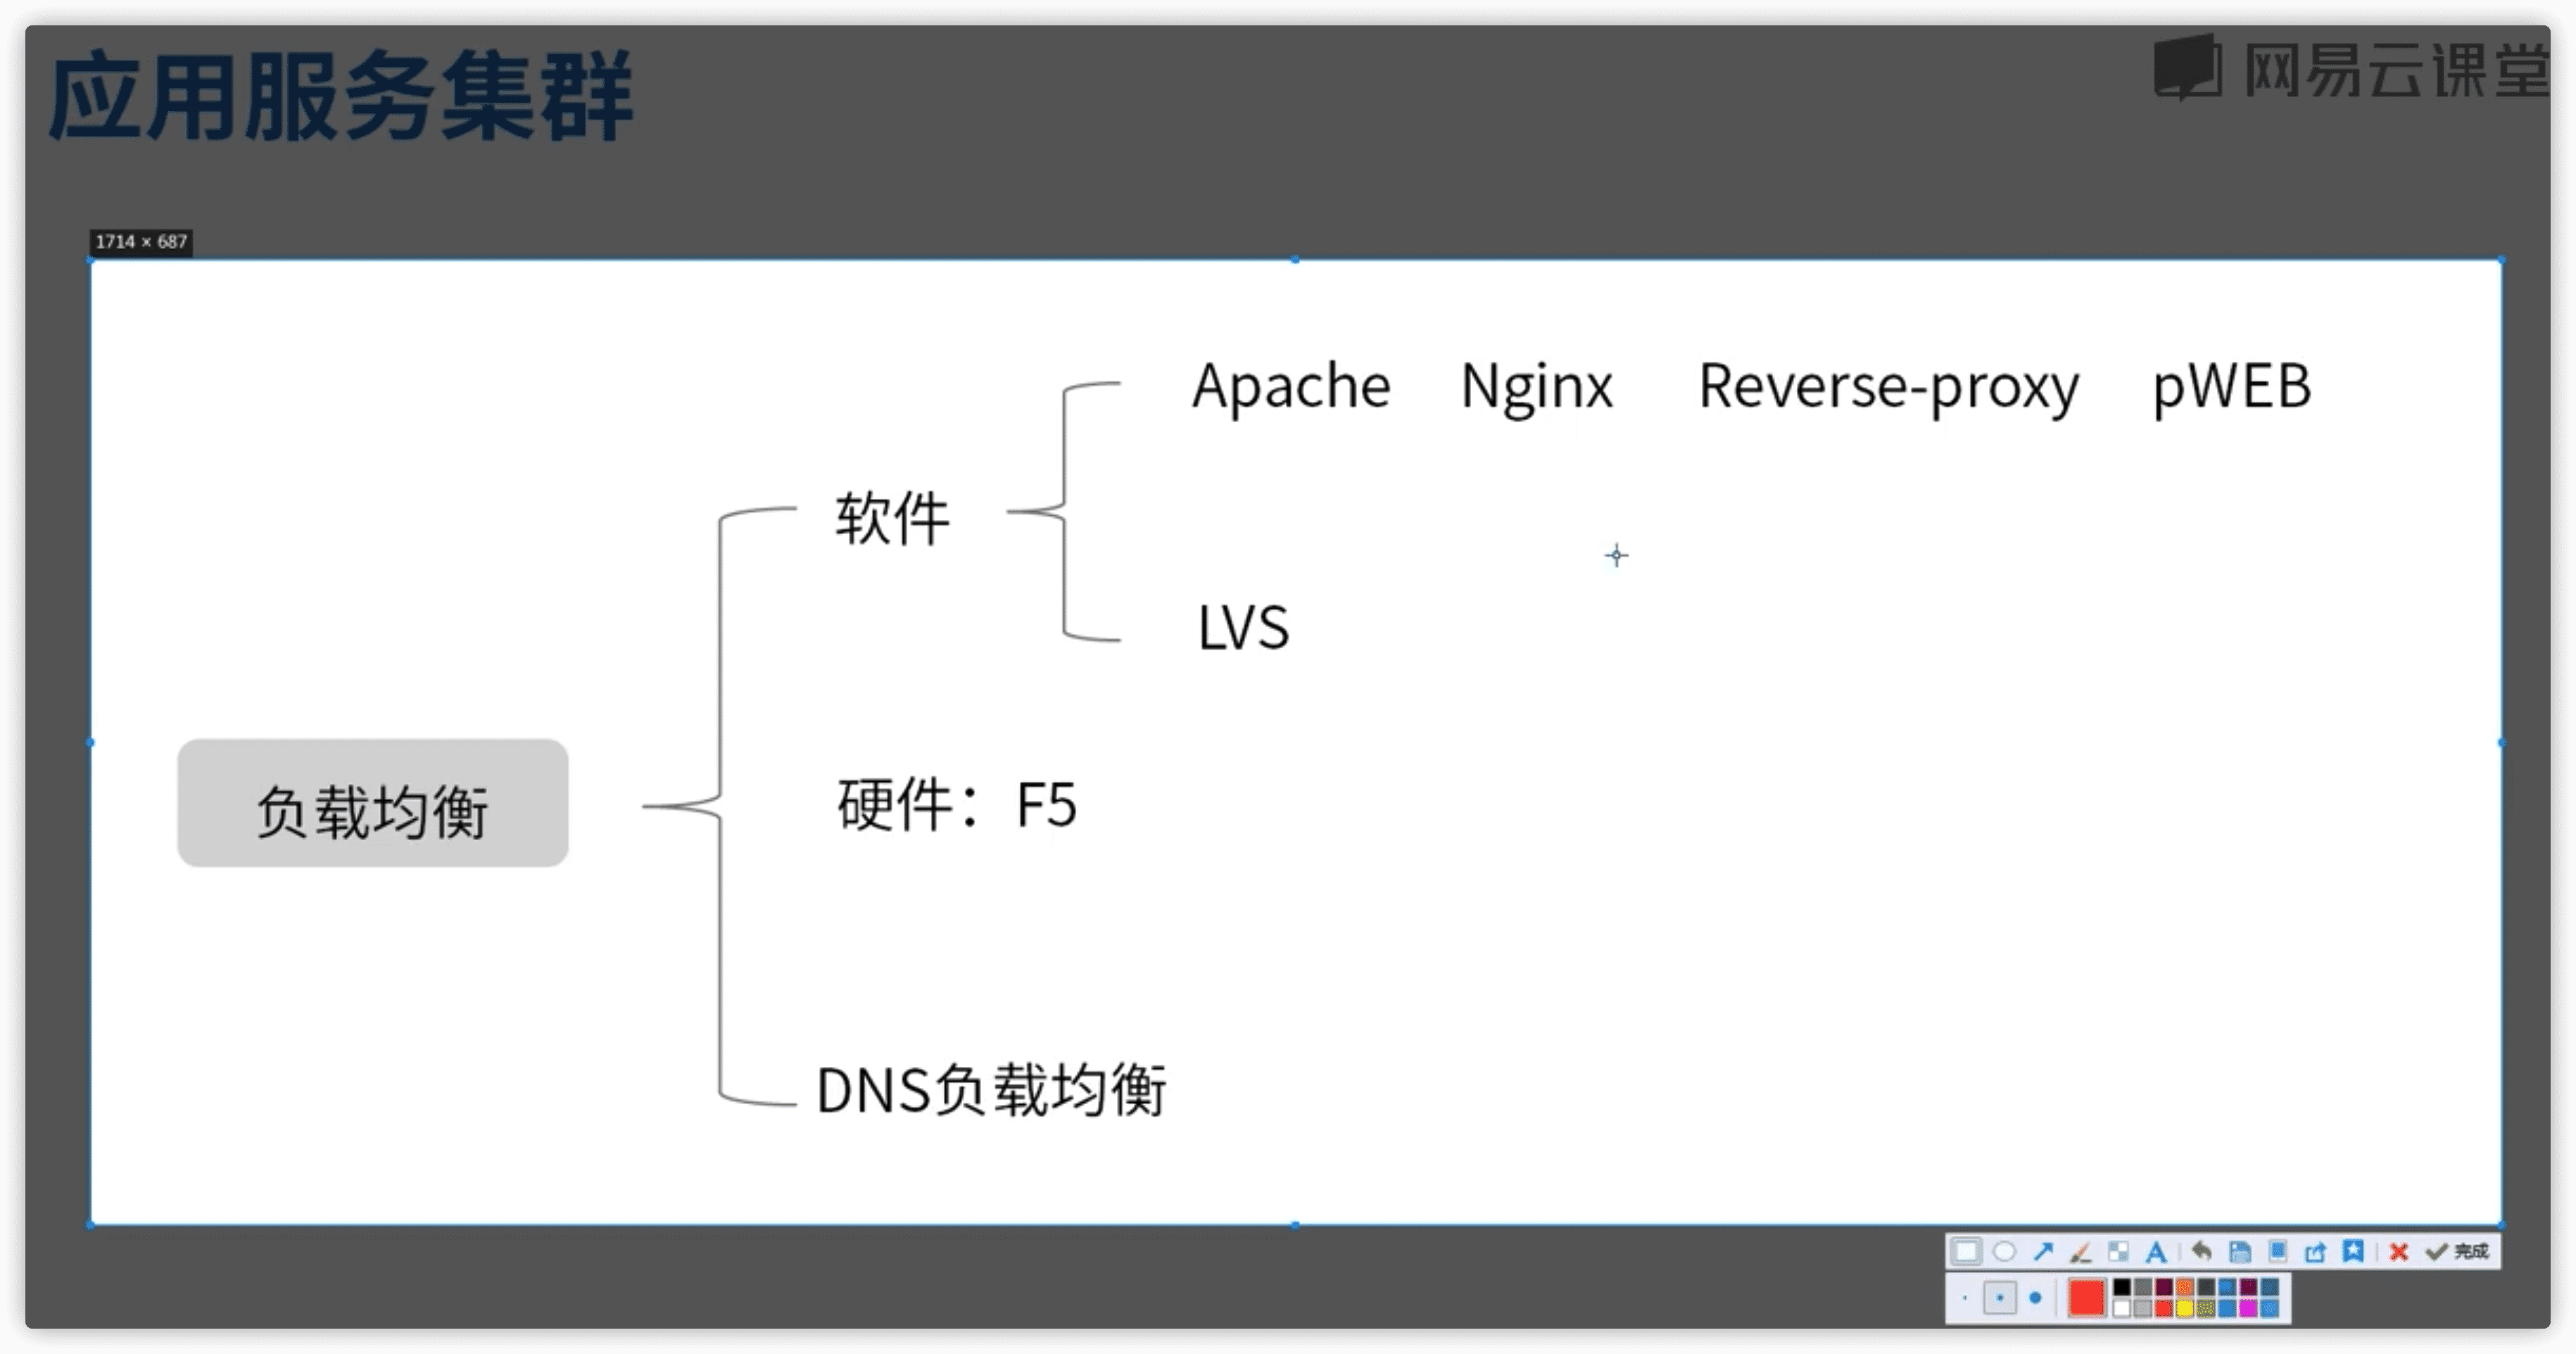 应用服务集群
网易云课堂
1714 × 687
Apache Nginx Reverse-proxy pWEB
软件
LVS
负载均衡
硬件：F5
DNS负载均衡
A
完成